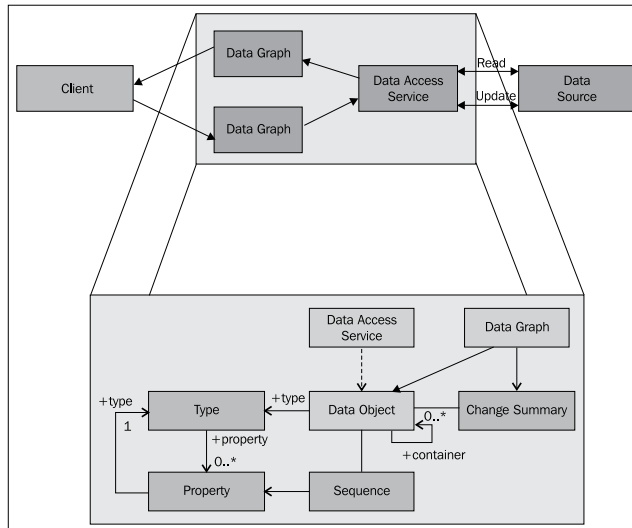 Data Graph
Read
Client
Data Access
Service
Data
Source
Update
Data Graph
Data Access
Service
Data Graph
+type
+type
Type
Data Object
0..*
Change Summary
1
+property
+container
0..*
Property
Sequence